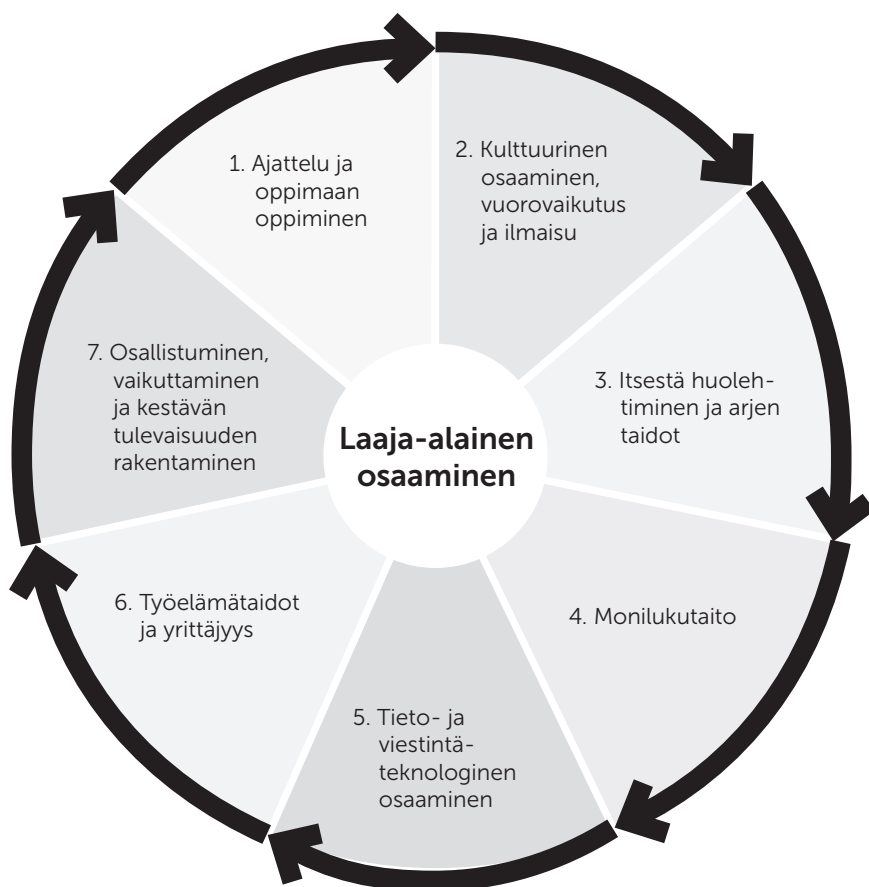 Laaja-alainen
osaaminen
1. Ajattelu ja
oppimaan
oppiminen
2. Kulttuurinen
osaaminen,
vuorovaikutus
ja ilmaisu
3. Itsestä huoleh-
timinen ja arjen
taidot
4. Monilukutaito
5. Tieto- ja
viestintä-
teknologinen
osaaminen
6. Työelämätaidot
ja yrittäjyys
7. Osallistuminen,
vaikuttaminen
ja kestävän
tulevaisuuden
rakentaminen